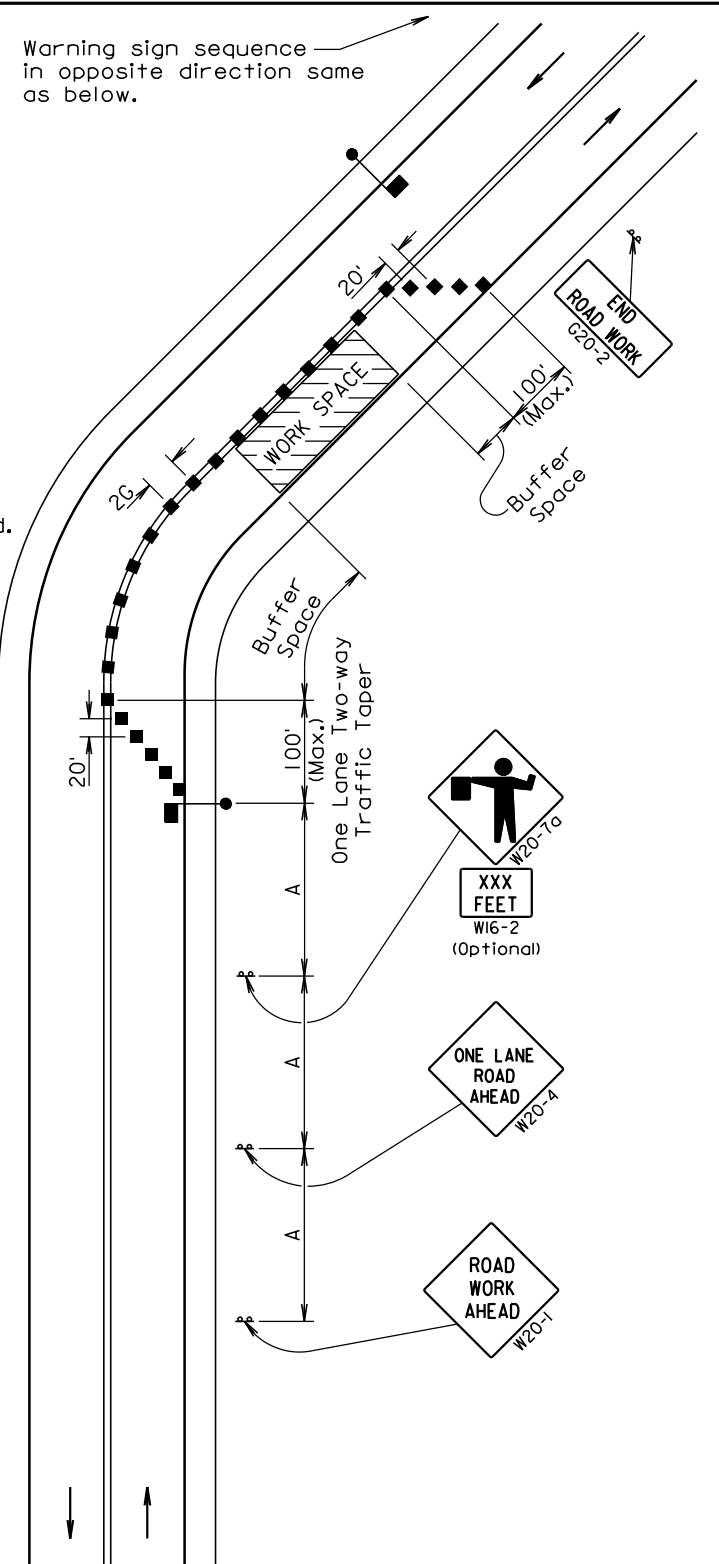 Warning sign sequence
in opposite direction same
as below.
20'
END
ROAD WORK
G20-2
100'
(Max.)
WORK SPACE
Buffer
Space
2G
d.
Buffer
Space
One Lane Two-way
Traffic Taper
100'
(Max.)
20'
W20-7a
XXX
FEET
W16-2
(Optional)
A
A
ONE LANE
ROAD
AHEAD
W20-4
A
ROAD
WORK
AHEAD
W20-1